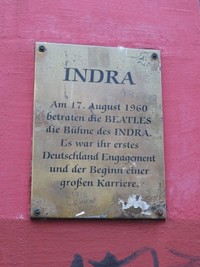 INDRA
Am 17. August 1960
betraten die BEATLES
die Bühne des INDRA.
Es war ihr erstes
Deutschland Engagement
und der Beginn einer
großen Karriere.